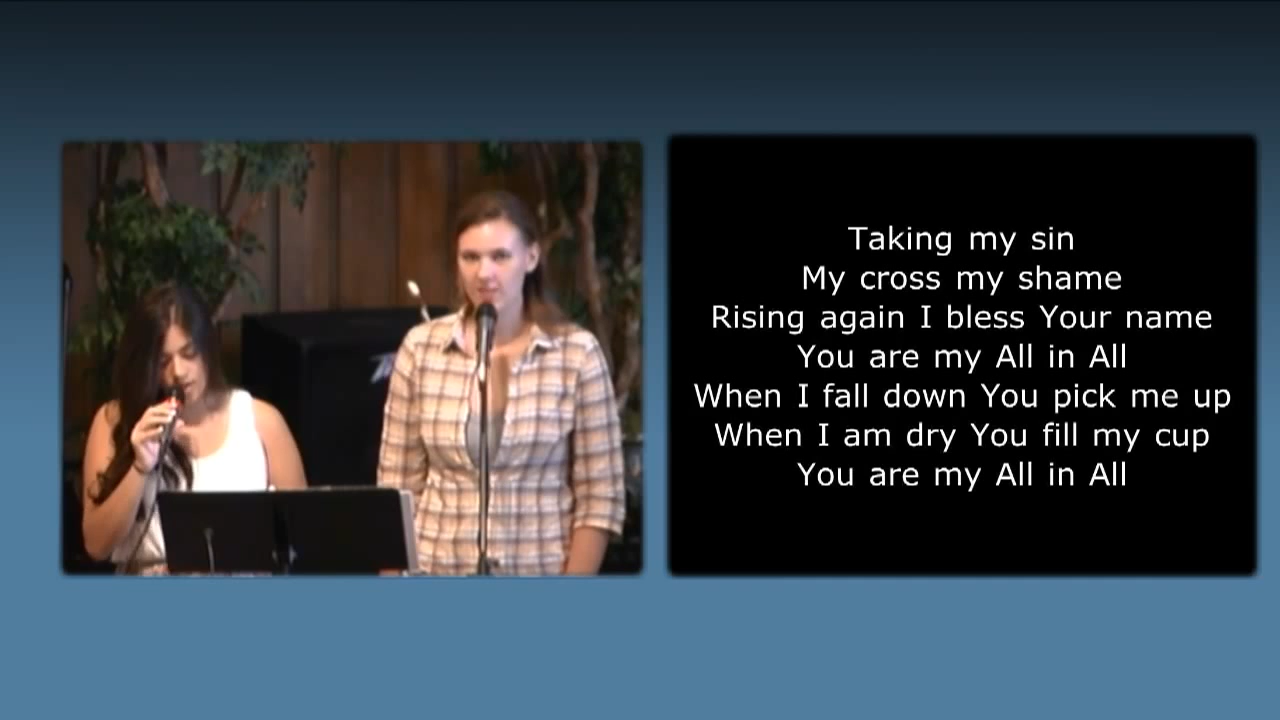 Taking my sin
My cross my shame
Rising again I bless Your name
You are my All in All
When I fall down You pick me up
When I am dry You fill my cup
You are my All in All